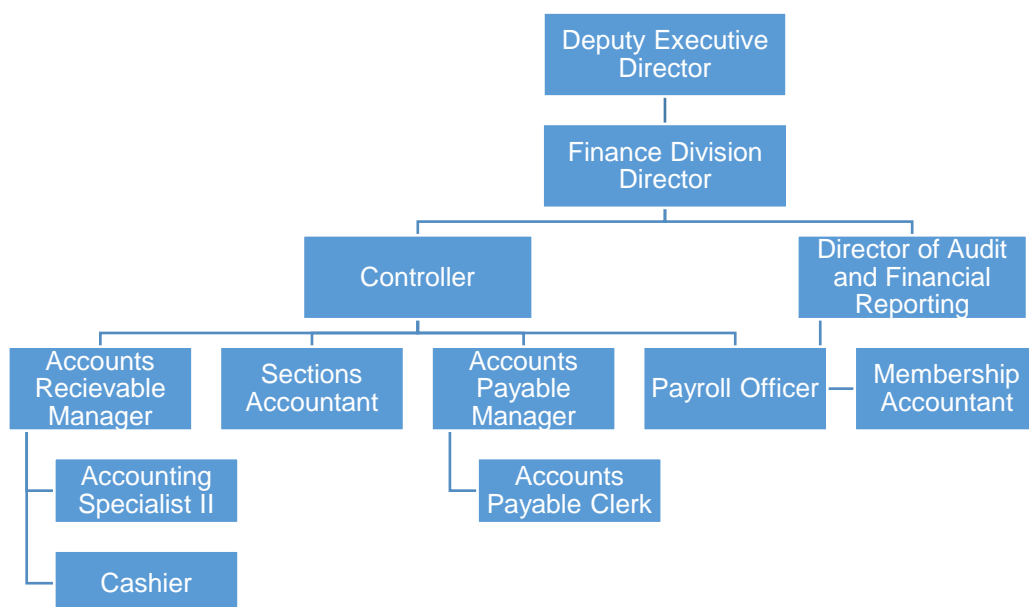 Deputy Executive
Director
Finance Division
Director
Controller
Director of Audit
and Financial
Reporting
Accounts
Recievable
Manager
Sections
Accountant
Accounts
Payable
Manager
Payroll Officer
Membership
Accountant
Accounting
Specialist II
Accounts
Payable Clerk
Cashier